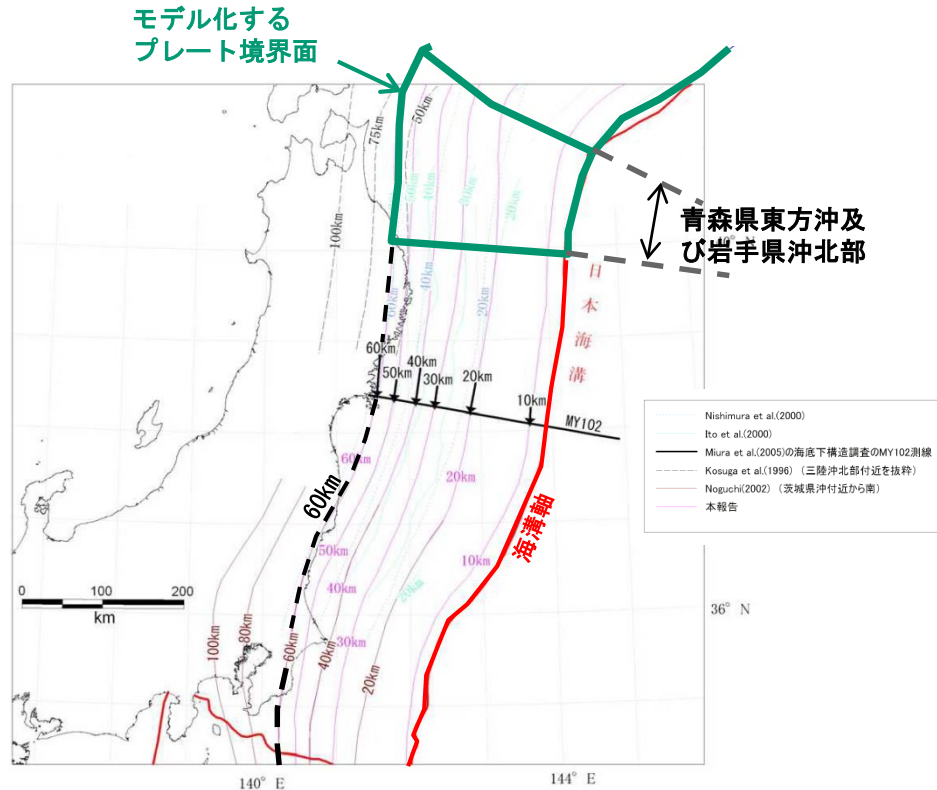 モデル化する
プレート境界面
50km
75km
100km
50km
40km
30km
20km
青森県東方沖及
び岩手県沖北部
60km
40km
20km
日本海溝
60km
50km
40km
30km
20km
10km
MY102
Nishimura et al.(2000)
Ito et al.(2000)
Miura et al.(2005)の海底下構造調査のMY102測線
Kosuga et al.(1996) (三陸沖北部付近を抜粋)
Noguchi(2002) (茨城県沖付近から南)
本報告
60km
60km
20km
海溝軸
50km
10km
40km
20km
0 100 200
km
36° N
100km
80km
60km
30km
40km
20km
140° E
144° E